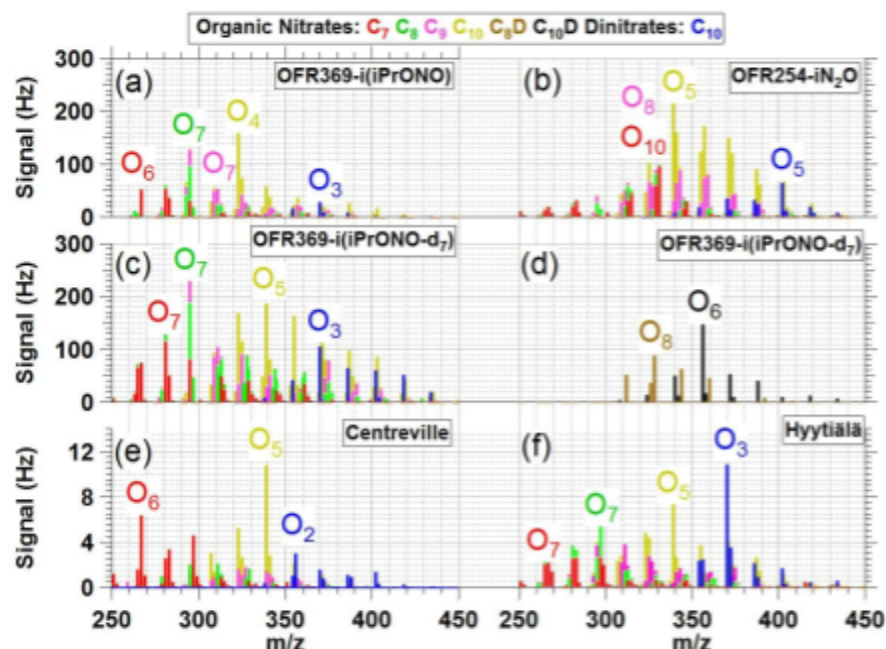 Organic Nitrates: C7 C8 C9 C10 C8D C10D Dinitrates: C10
(a) OFR369-i(iPrONO)
O6 O7 O7 O4 O3
(b) OFR254-iN2O
O8 O10 O5 O5
(c) OFR369-i(iPrONO-d7)
O7 O7 O5 O3
(d) OFR369-i(iPrONO-d7)
O8 O6
(e) Centreville
O6 O5 O2
(f) Hyytiälä
O7 O7 O5 O3
Signal (Hz)
300
200
100
0
Signal (Hz)
300
200
100
0
Signal (Hz)
12
8
4
0
250 300 350 400 450 250 300 350 400 450
m/z m/z